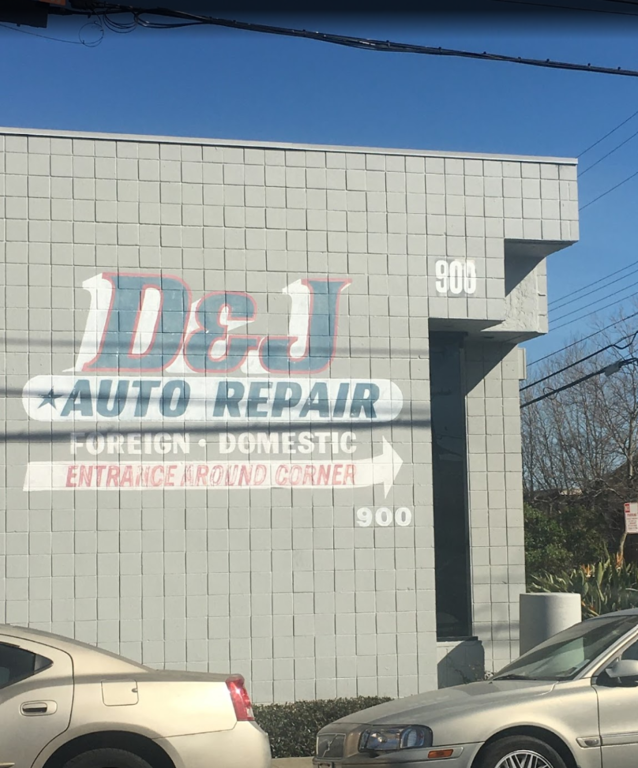 900
D&J
AUTO REPAIR
FOREIGN · DOMESTIC
ENTRANCE AROUND CORNER
900